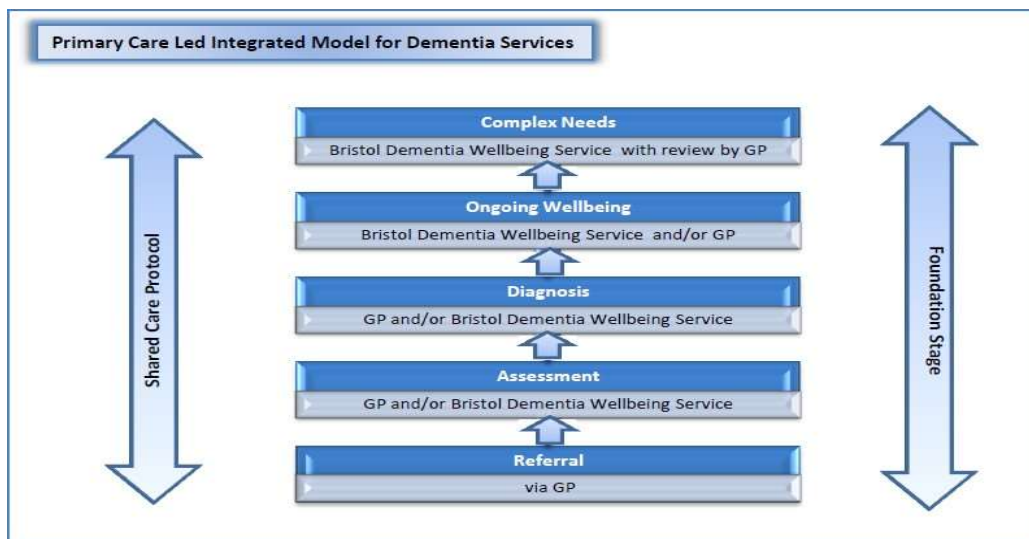 Primary Care Led Integrated Model for Dementia Services
Complex Needs
Bristol Dementia Wellbeing Service with review by GP
Ongoing Wellbeing
Bristol Dementia Wellbeing Service and/or GP
Diagnosis
GP and/or Bristol Dementia Wellbeing Service
Assessment
GP and/or Bristol Dementia Wellbeing Service
Referral
via GP
Shared Care Protocol
Foundation Stage